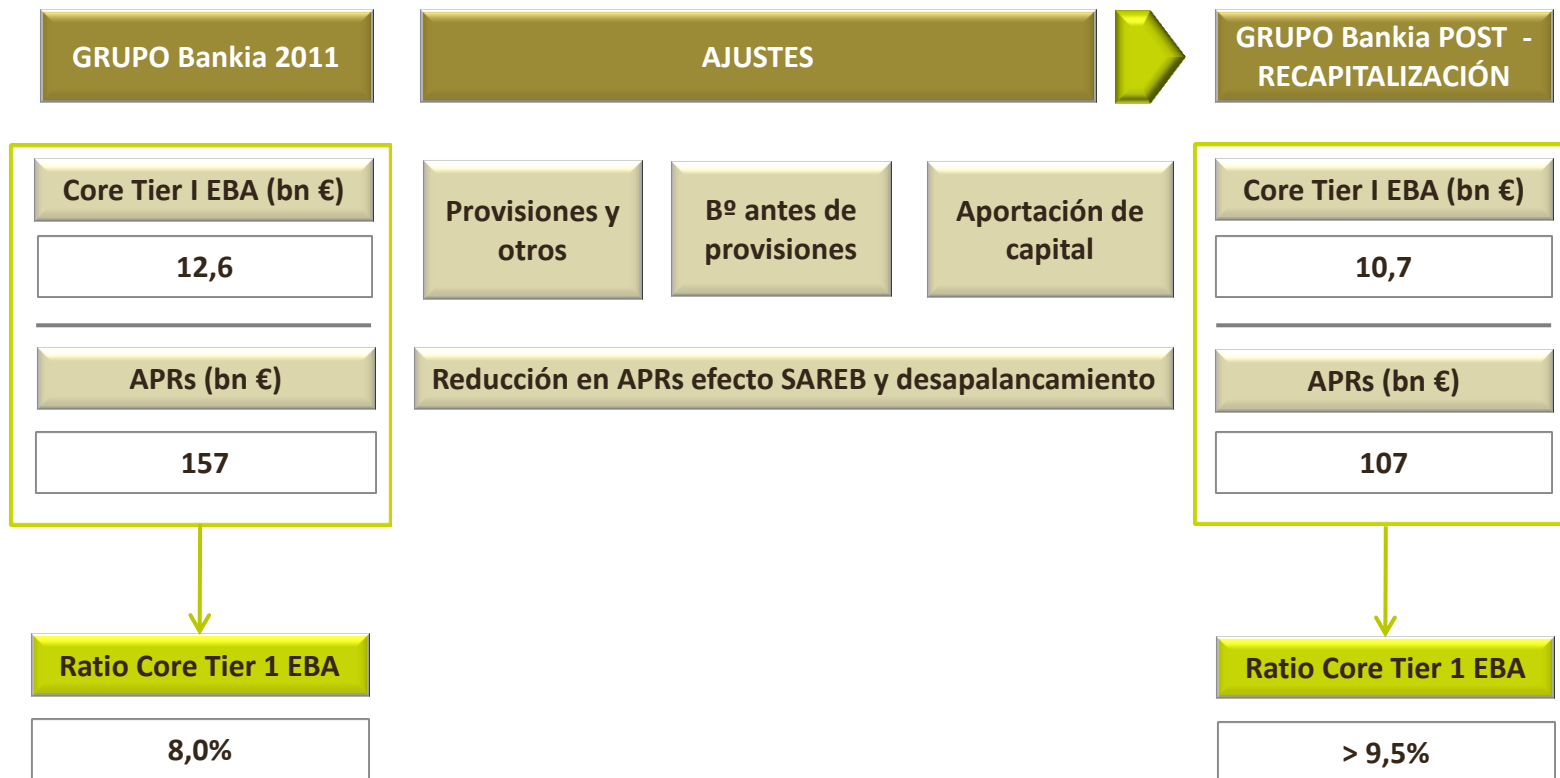 GRUPO Bankia 2011
AJUSTES
GRUPO Bankia POST -
RECAPITALIZACIÓN
Core Tier I EBA (bn €)
12,6
APRs (bn €)
157
Provisiones y
otros
Bº antes de
provisiones
Aportación de
capital
Reducción en APRs efecto SAREB y desapalancamiento
Core Tier I EBA (bn €)
10,7
APRs (bn €)
107
Ratio Core Tier 1 EBA
8,0%
Ratio Core Tier 1 EBA
> 9,5%